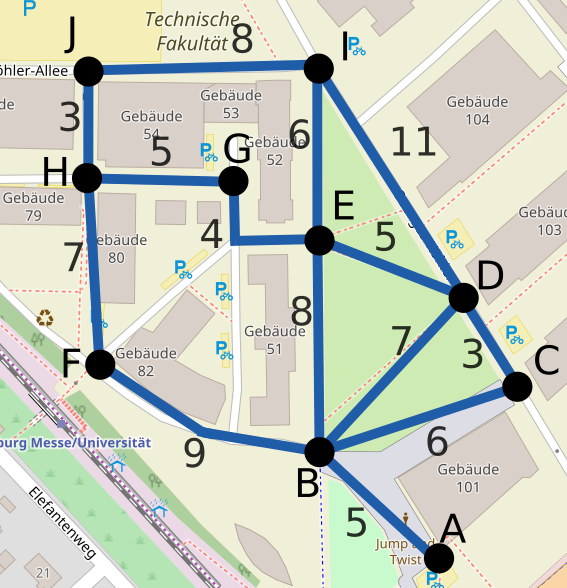 P
Technische
Fakultät
J
8
I
öhler-Allee
Gebäude
53
Gebäude
54
Gebäude
104
3
5
6
11
G
Gebäude
52
H
Gebäude
79
E
Gebäude
103
4
5
7
Gebäude
80
D
8
7
Gebäude
51
3
C
F
Gebäude
82
burg Messe/Universität
9
6
B
Gebäude
101
Elefantenweg
5
A
Jump and
Twist
21